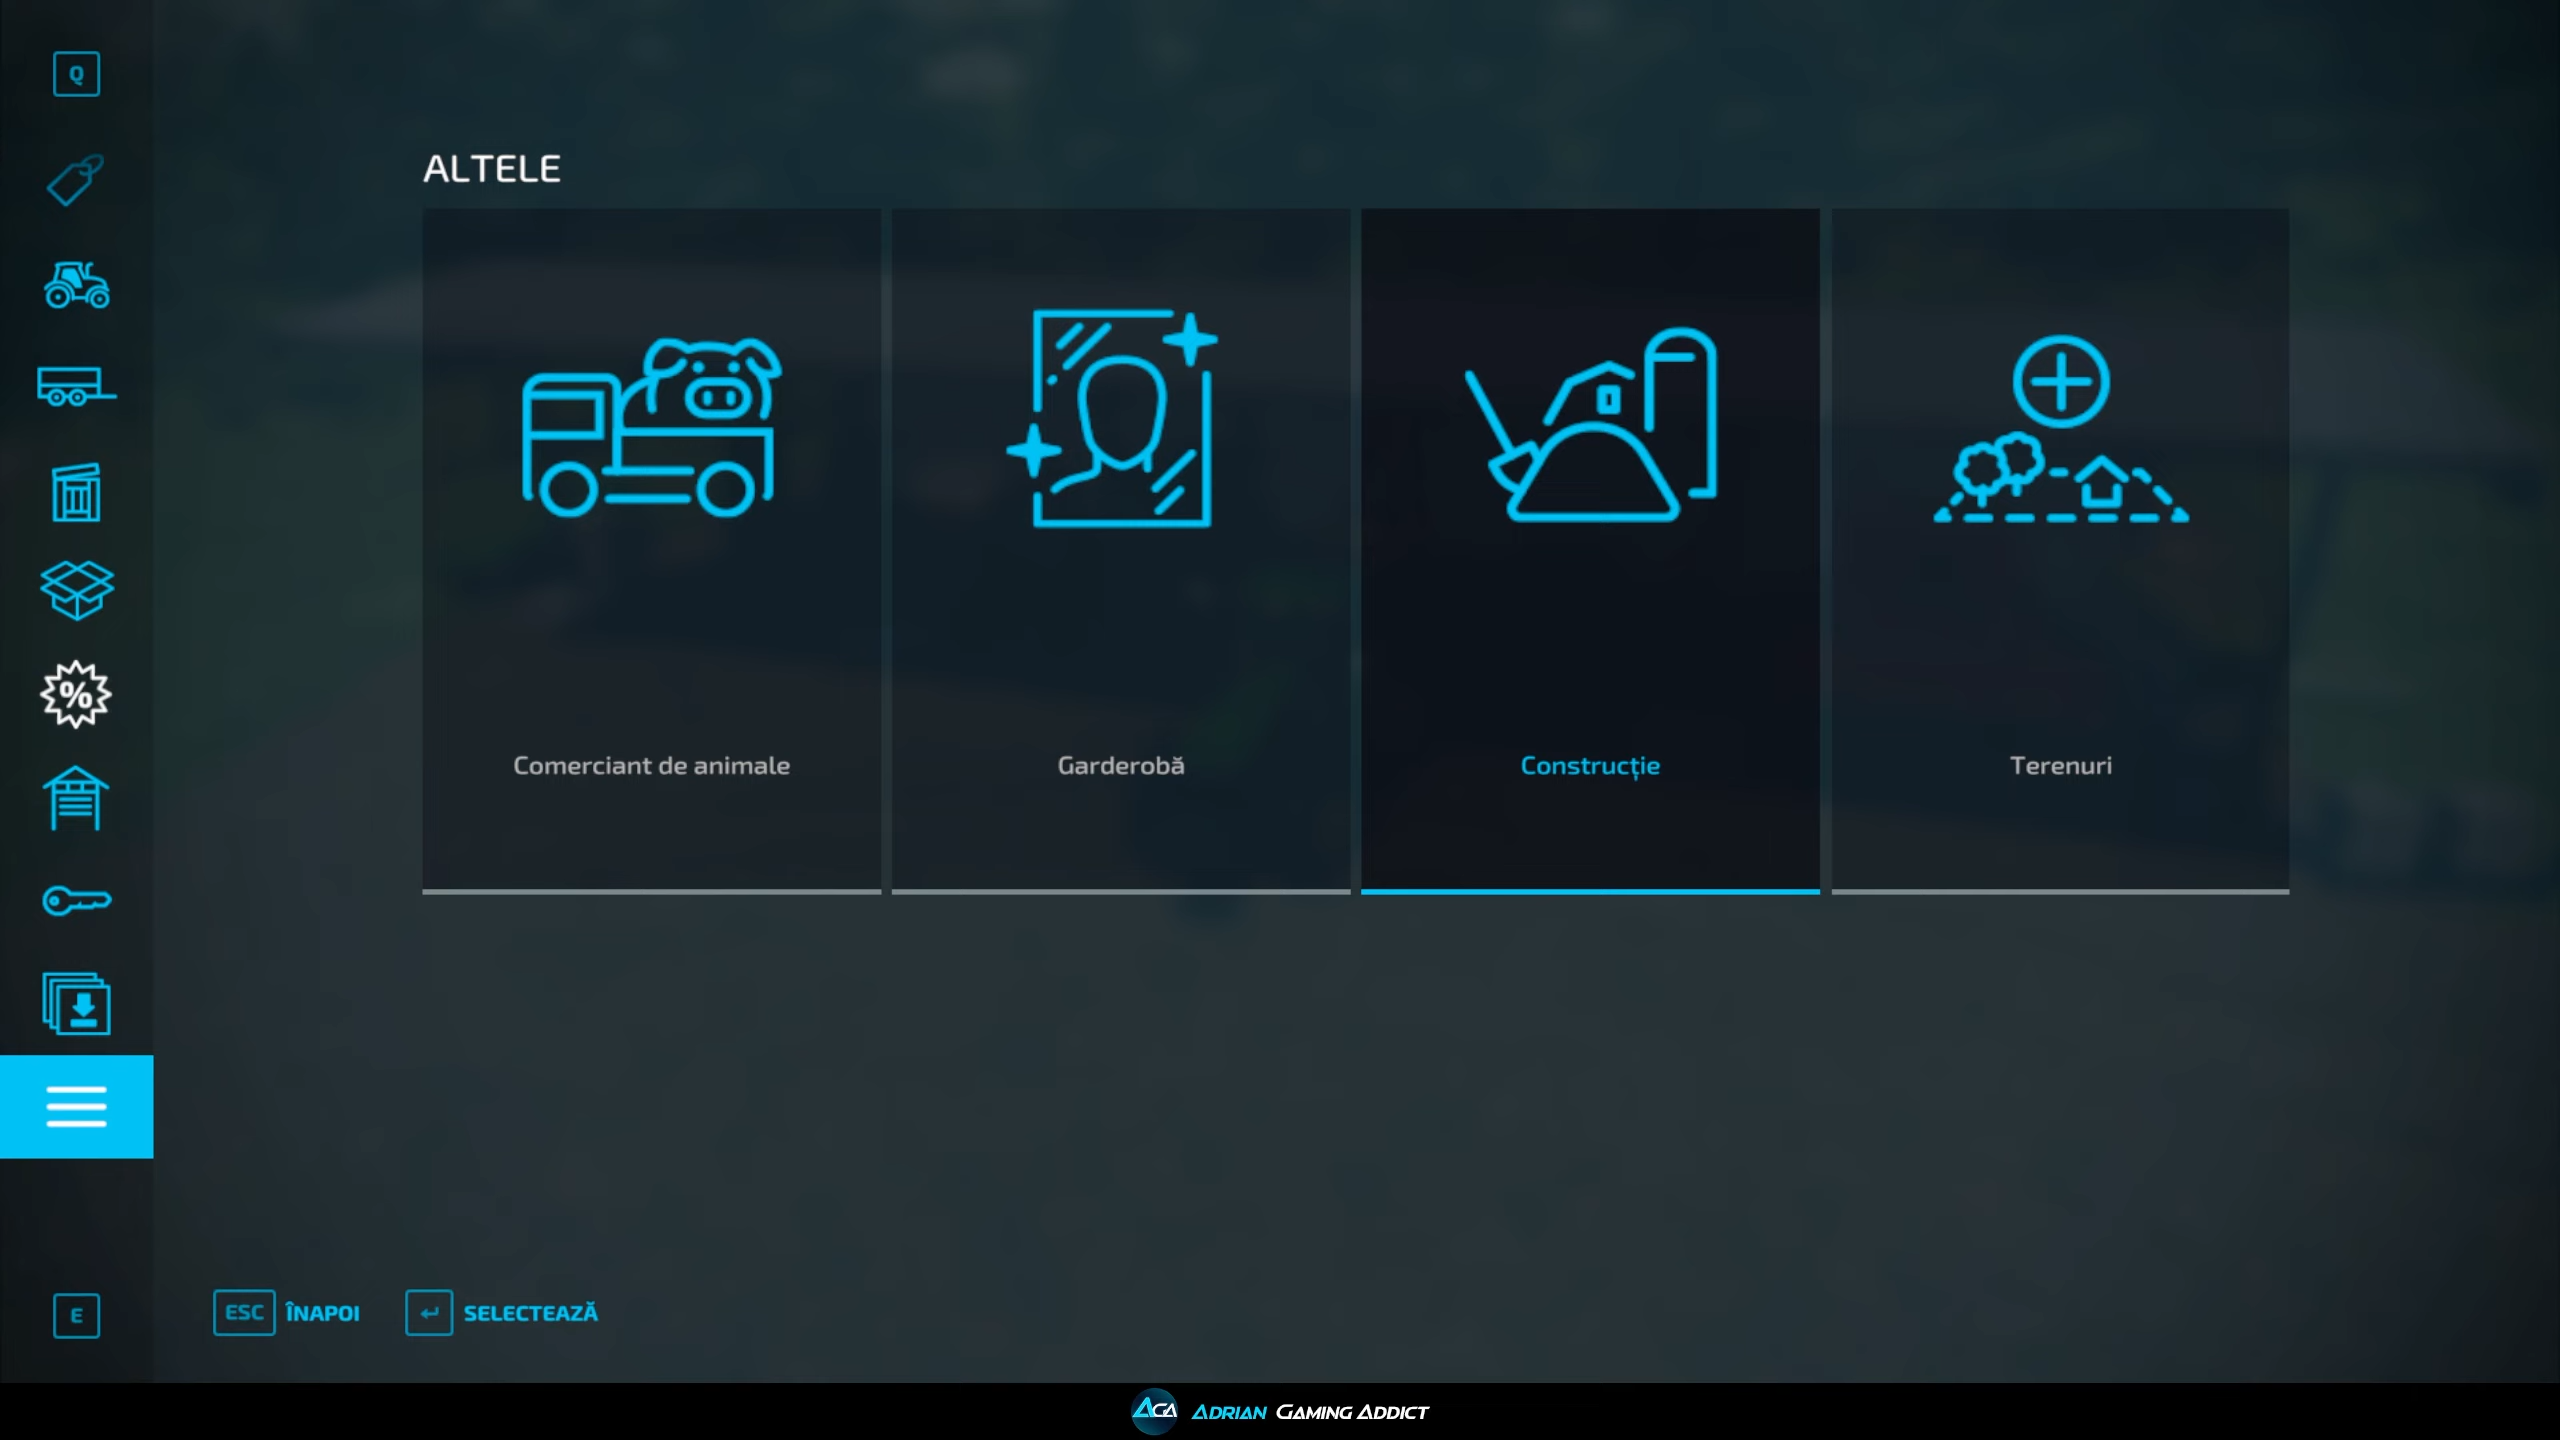 Q
ALTELE
%
Comerciant de animale
Garderobă
Construcție
Terenuri
E
ESC ÎNAPOI
SELECTEAZĂ
AGA ADRIAN GAMING ADDICT